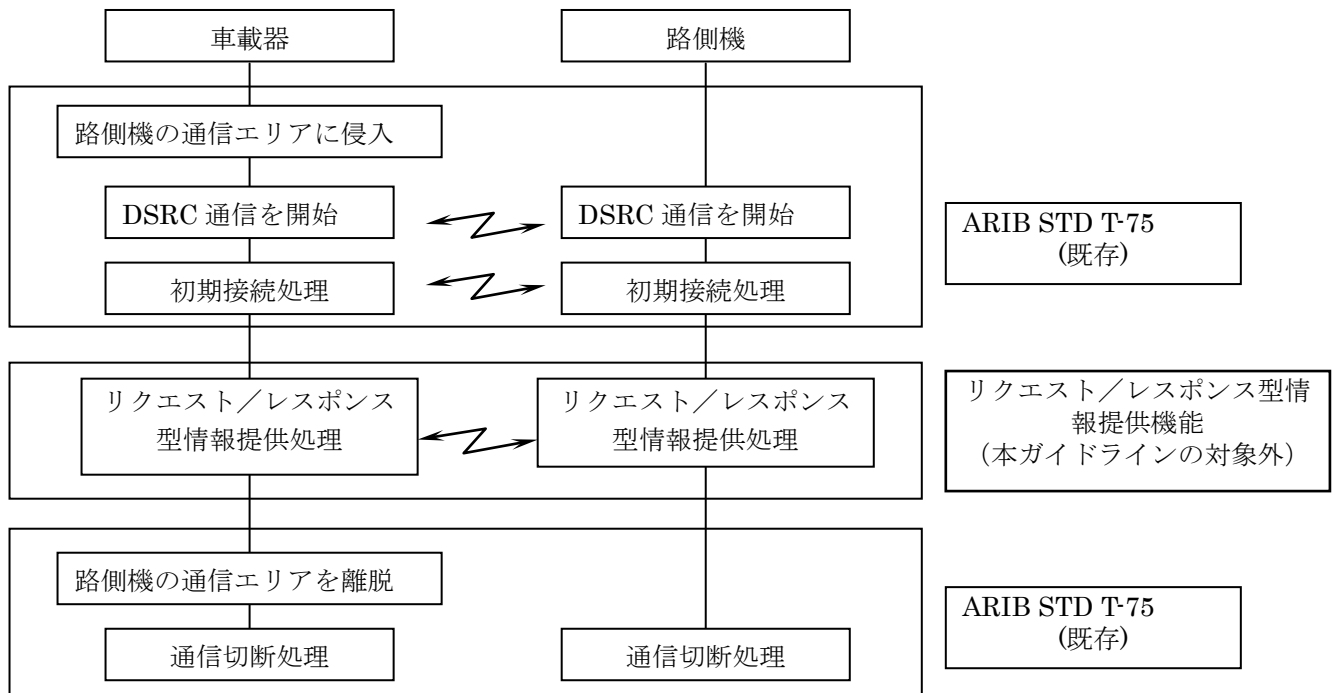 車載器
路側機
路側機の通信エリアに侵入
DSRC 通信を開始
DSRC 通信を開始
ARIB STD T-75
(既存)
初期接続処理
初期接続処理
リクエスト／レスポンス
型情報提供処理
リクエスト／レスポンス
型情報提供処理
リクエスト／レスポンス型情
報提供機能
（本ガイドラインの対象外）
路側機の通信エリアを離脱
通信切断処理
通信切断処理
ARIB STD T-75
(既存)